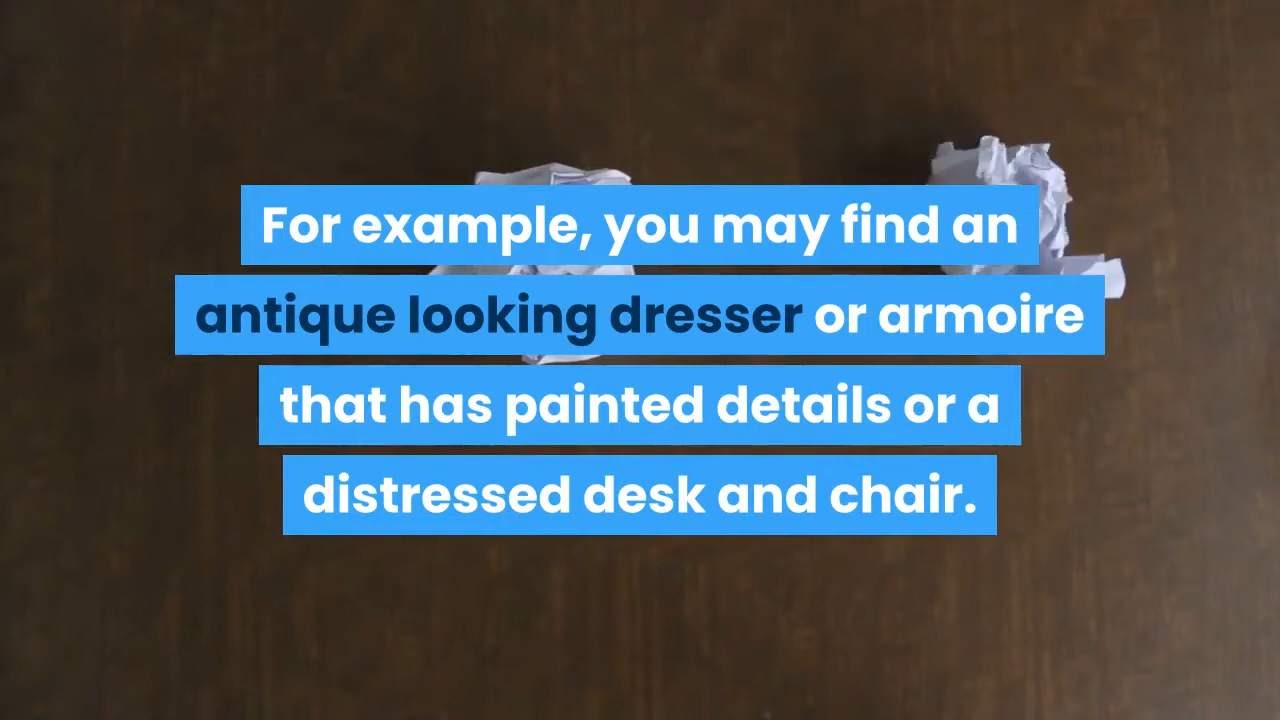 For example, you may find an
antique looking dresser or armoire
that has painted details or a
distressed desk and chair.